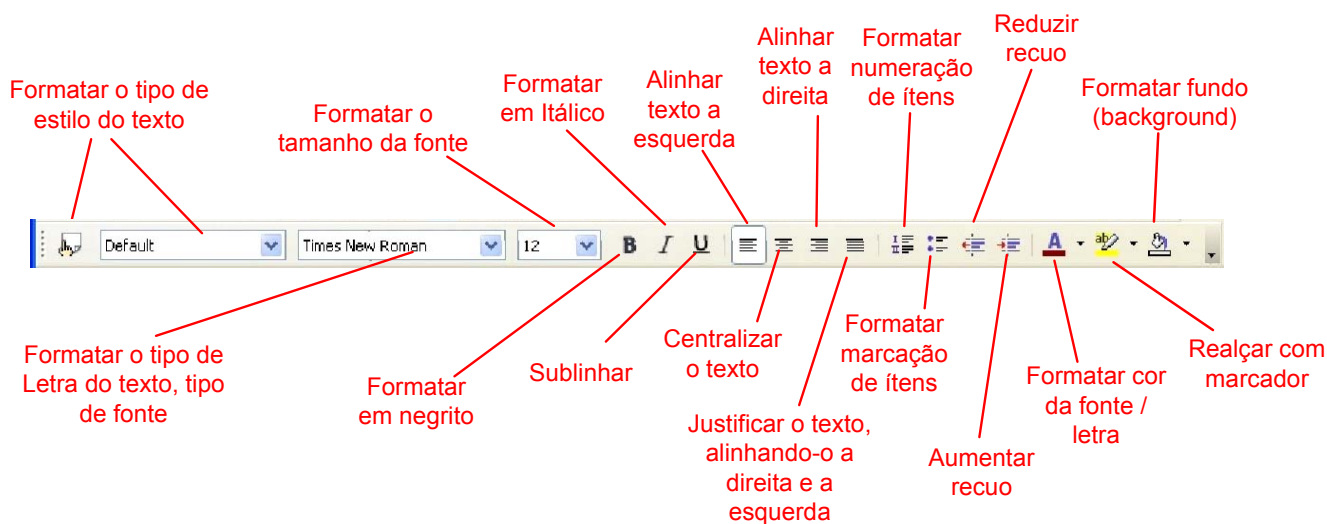 Formatar o tipo de
estilo do texto
Formatar o
tamanho da fonte
Formatar
em Itálico
Alinhar
texto a
esquerda
Alinhar
texto a
direita
Formatar
numeração
de ítens
Reduzir
recuo
Formatar fundo
(background)
Default
Times New Roman
12
B
I
U
A
ab
Formatar o tipo de
Letra do texto, tipo
de fonte
Formatar
em negrito
Sublinhar
Centralizar
o texto
Justificar o texto,
alinhando-o a
direita e a
esquerda
Formatar
marcação
de ítens
Aumentar
recuo
Formatar cor
da fonte /
letra
Realçar com
marcador